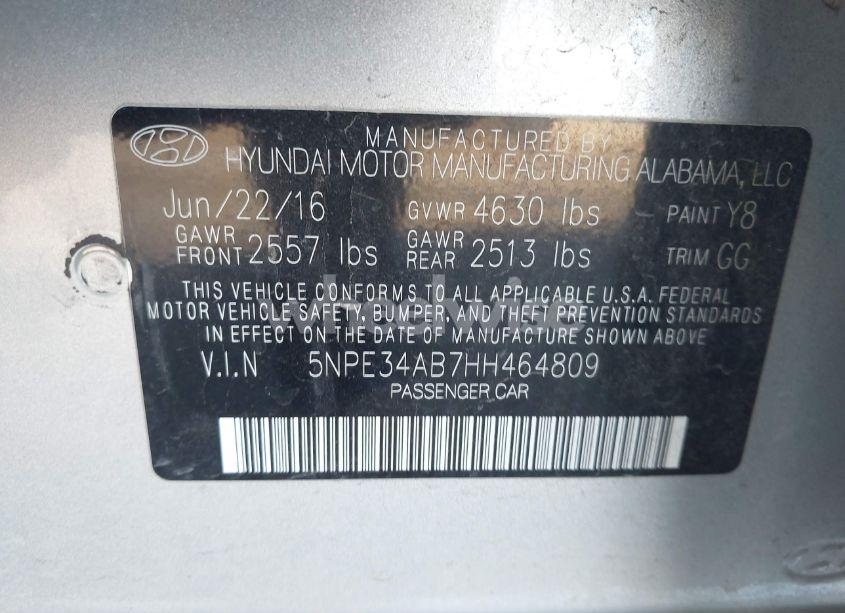 MANUFACTURED BY
HYUNDAI MOTOR MANUFACTURING ALABAMA, LLC
Jun/22/16 GVWR 4630 lbs PAINT Y8
GAWR FRONT 2557 lbs GAWR REAR 2513 lbs TRIM GG
THIS VEHICLE CONFORMS TO ALL APPLICABLE U.S.A. FEDERAL
MOTOR VEHICLE SAFETY, BUMPER, AND THEFT PREVENTION STANDARDS
IN EFFECT ON THE DATE OF MANUFACTURE SHOWN ABOVE
V.I.N 5NPE34AB7HH464809
PASSENGER CAR